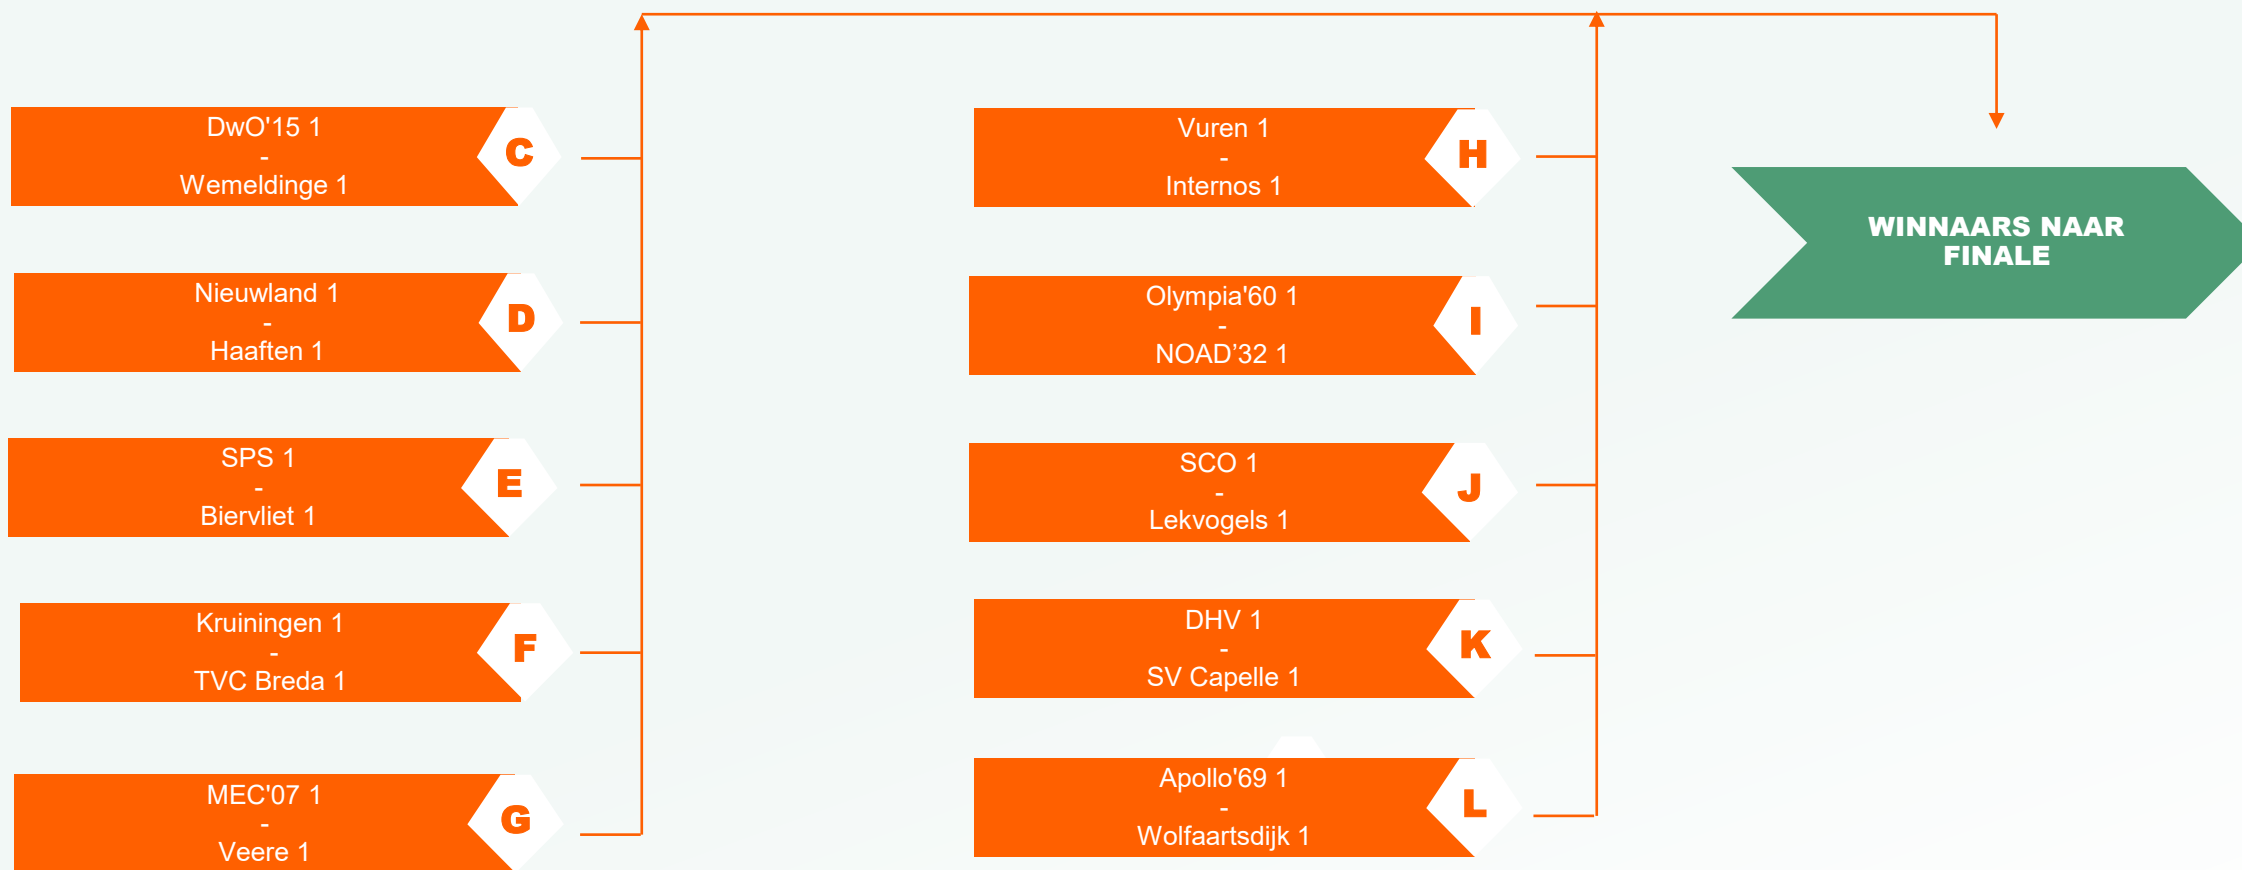 DwO'15 1
-
Wemeldinge 1
C
Nieuwland 1
-
Haaften 1
D
SPS 1
-
Biervliet 1
E
Kruiningen 1
-
TVC Breda 1
F
MEC'07 1
-
Veere 1
G
Vuren 1
-
Internos 1
H
Olympia'60 1
-
NOAD’32 1
I
SCO 1
-
Lekvogels 1
J
DHV 1
-
SV Capelle 1
K
Apollo'69 1
-
Wolfaartsdijk 1
L
WINNAARS NAAR
FINALE